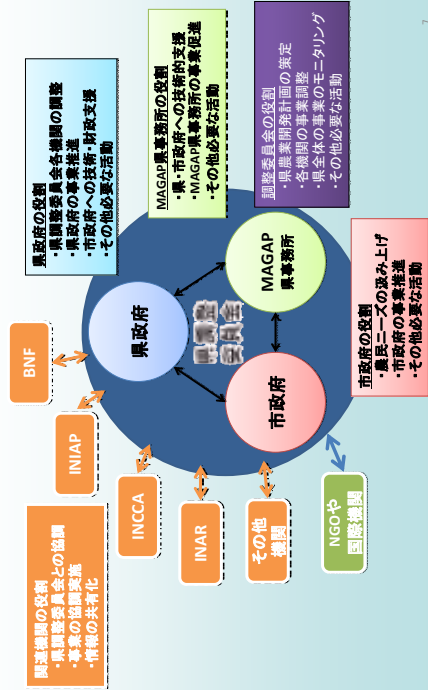 関連機関の役割
・県調整委員会との協調
・事業の協調実施
・情報の共有化
BNF
INIAP
INCCA
INAR
その他
機関
NGOや
国際機関
県政府の役割
・県調整委員会各機関の調整
・県政府の事業推進
・市政府への技術・財政支援
・その他必要な活動
MAGAP県事務所の役割
・県・市政府への技術的支援
・MAGAP県事務所の事業促進
・その他必要な活動
調整委員会の役割
・県農業開発計画の策定
・各機関の事業調整
・県全体の事業のモニタリング
・その他必要な活動
県政府
県調整
委員会
市政府
MAGAP
県事務所
市政府の役割
・農民ニーズの汲み上げ
・市政府の事業推進
・その他必要な活動
7